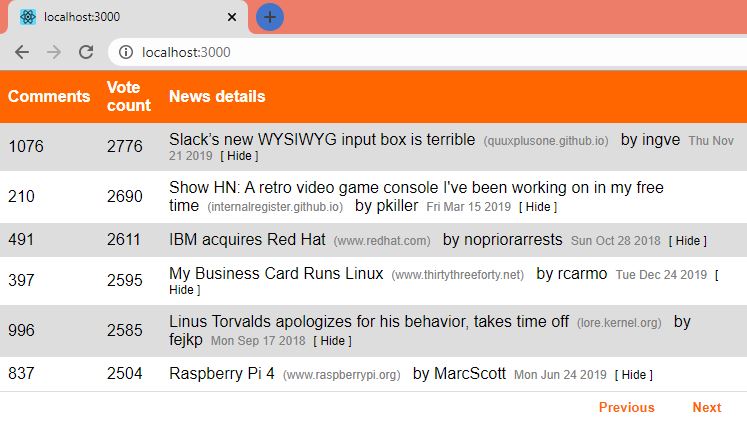 localhost:3000
localhost:3000
Comments Vote count News details
1076 2776 Slack’s new WYSIWYG input box is terrible (quuxplusone.github.io) by ingve Thu Nov
21 2019 [ Hide ]
210 2690 Show HN: A retro video game console I've been working on in my free
time (internalregister.github.io) by pkiller Fri Mar 15 2019 [ Hide ]
491 2611 IBM acquires Red Hat (www.redhat.com) by nopriorarrests Sun Oct 28 2018 [ Hide ]
397 2595 My Business Card Runs Linux (www.thirtythreeforty.net) by rcarmo Tue Dec 24 2019 [
Hide ]
996 2585 Linus Torvalds apologizes for his behavior, takes time off (lore.kernel.org) by
fejkp Mon Sep 17 2018 [ Hide ]
837 2504 Raspberry Pi 4 (www.raspberrypi.org) by MarcScott Mon Jun 24 2019 [ Hide ]
Previous Next